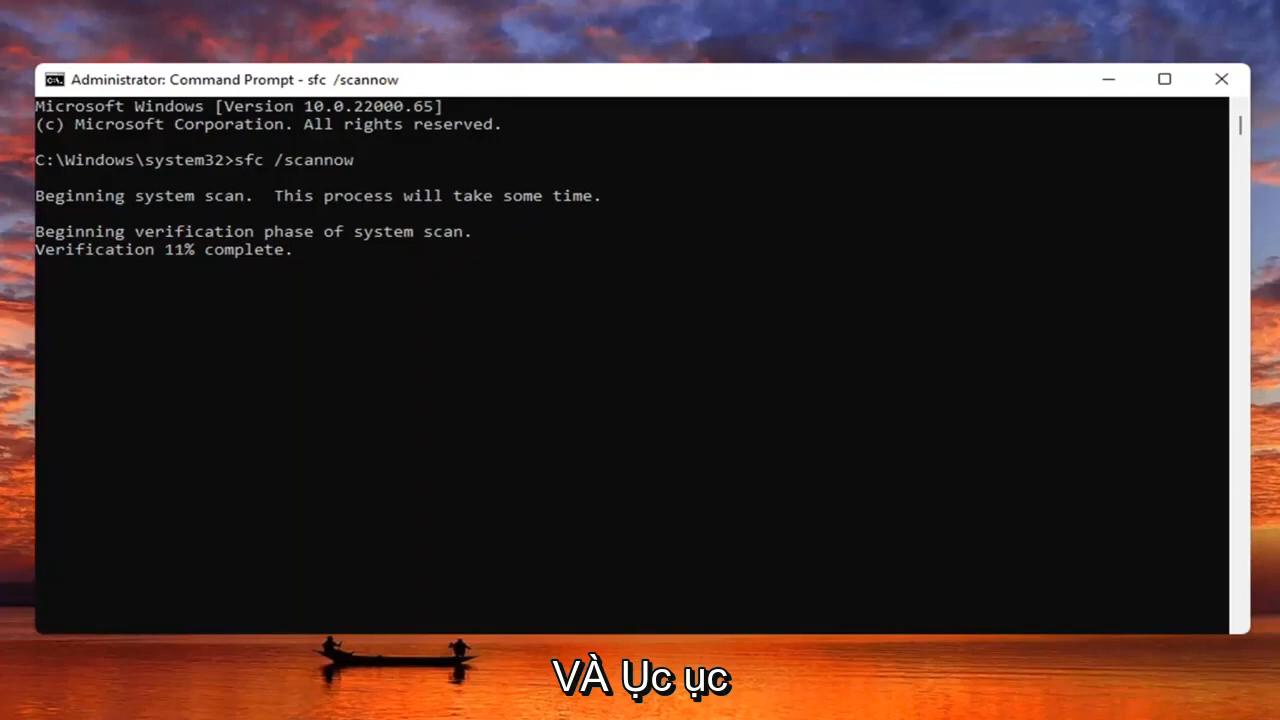 Administrator: Command Prompt - sfc /scannow
Microsoft Windows [Version 10.0.22000.65]
(c) Microsoft Corporation. All rights reserved.
C:\Windows\system32>sfc /scannow
Beginning system scan.  This process will take some time.
Beginning verification phase of system scan.
Verification 11% complete.
VÀ Ục ục